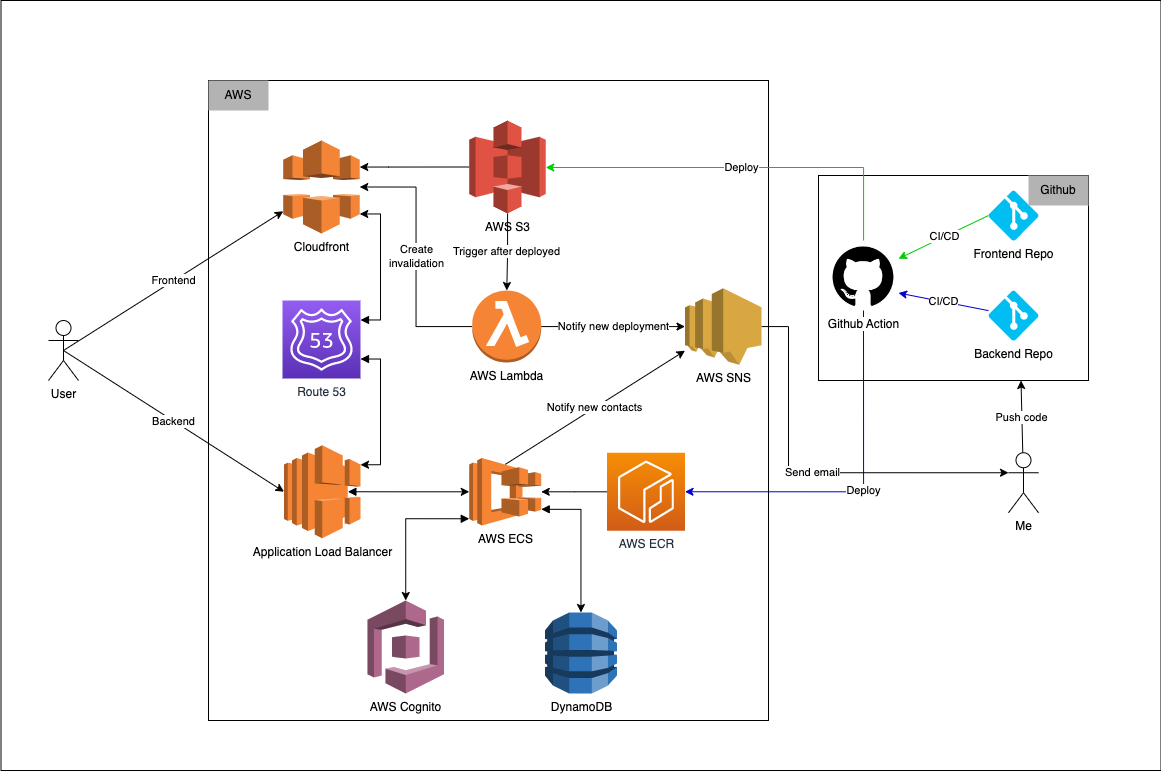 AWS
Cloudfront
AWS S3
Trigger after deployed
Create
invalidation
Deploy
Github
CI/CD
Frontend Repo
CI/CD
Github Action
Backend Repo
Frontend
53
Route 53
Notify new deployment
AWS Lambda
AWS SNS
User
Notify new contacts
Push code
Backend
Send email
Deploy
Me
Application Load Balancer
AWS ECS
AWS ECR
AWS Cognito
DynamoDB